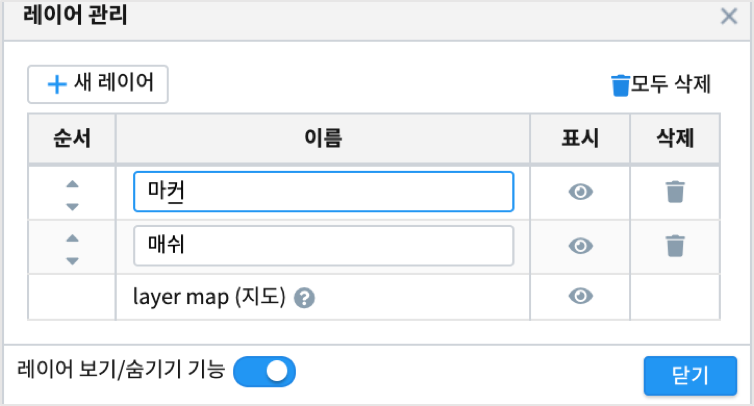 레이어 관리
새 레이어
모두 삭제
순서 이름 표시 삭제
마컨
매쉬
layer map (지도) ?
레이어 보기/숨기기 기능
닫기